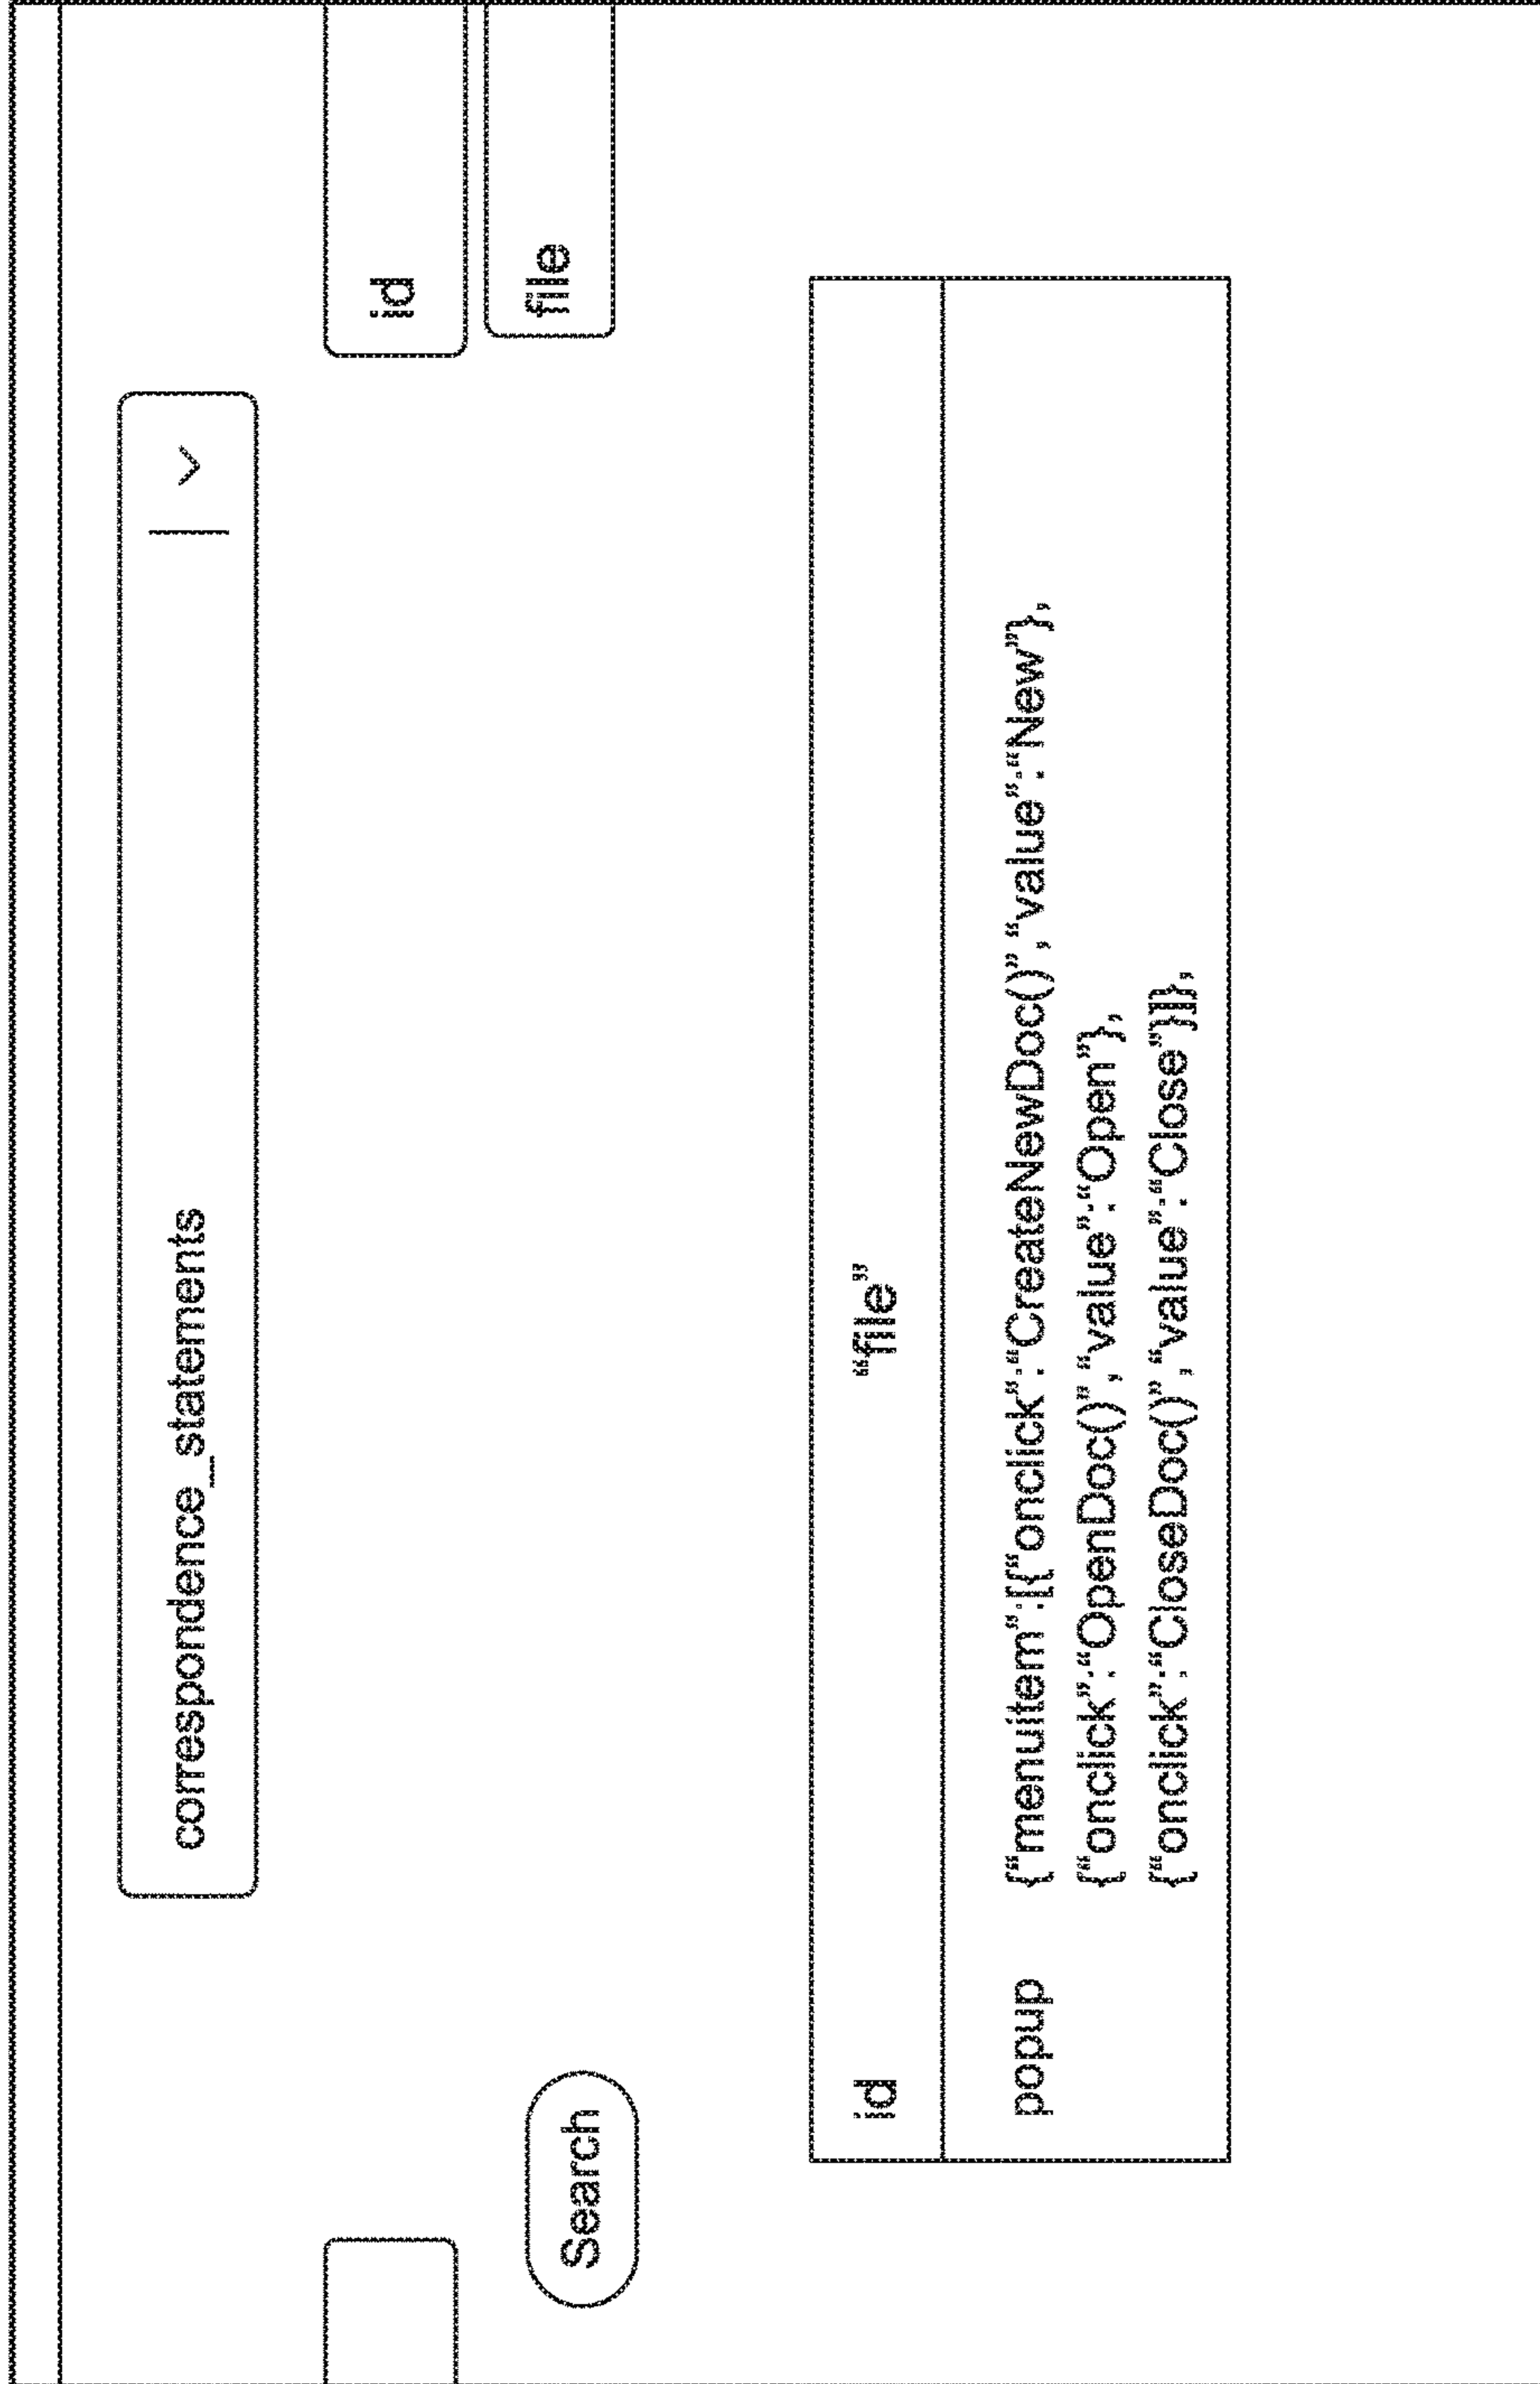 correspondence_statements
id
file
Search
id “file”
popup {“menuitem”:[{“onclick”:“CreateNewDoc()”,“value”:“New”},
{“onclick”:“OpenDoc()”,“value”:“Open”},
{“onclick”:“CloseDoc()”,“value”:“Close”}]},